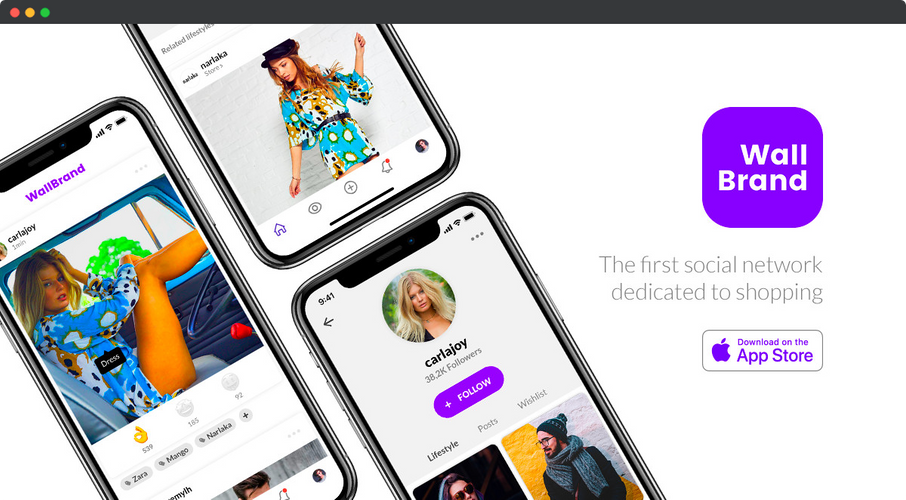 WallBrand
carlajoy
1min
Dress
539
185
92
Zara
Mango
Narlaka
+
Related lifestyles
narlaka
narlaka
Store's
9:41
carlajoy
38,2K Followers
+ FOLLOW
Lifestyle
Posts
Wishlist
Wall
Brand
The first social network
dedicated to shopping
Download on the
App Store